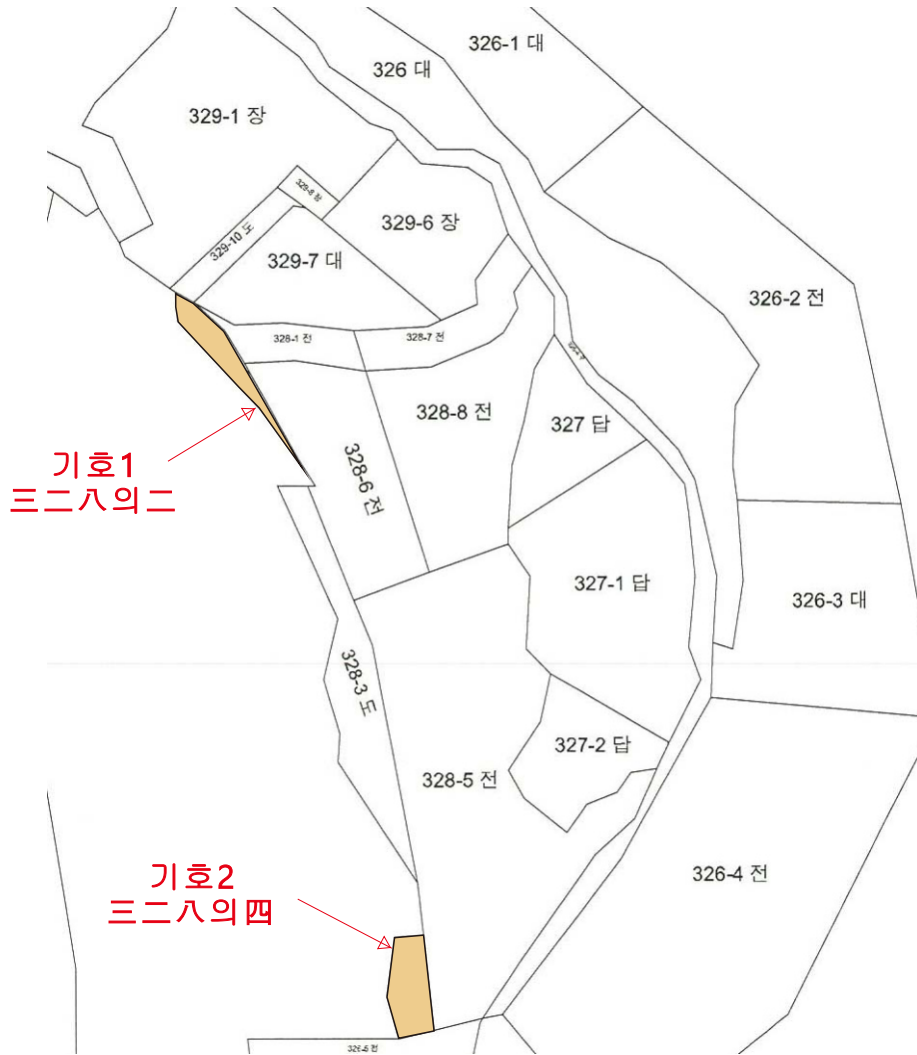 326-1 대
326 대
329-1 장
329-8 장
329-6 장
329-10 도
329-7 대
326-2 전
328-1 전
328-7 전
328-8 전
327 답
기호1
三二八의二
328-6 전
327-1 답
326-3 대
328-3 도
327-2 답
328-5 전
기호2
三二八의四
326-4 전